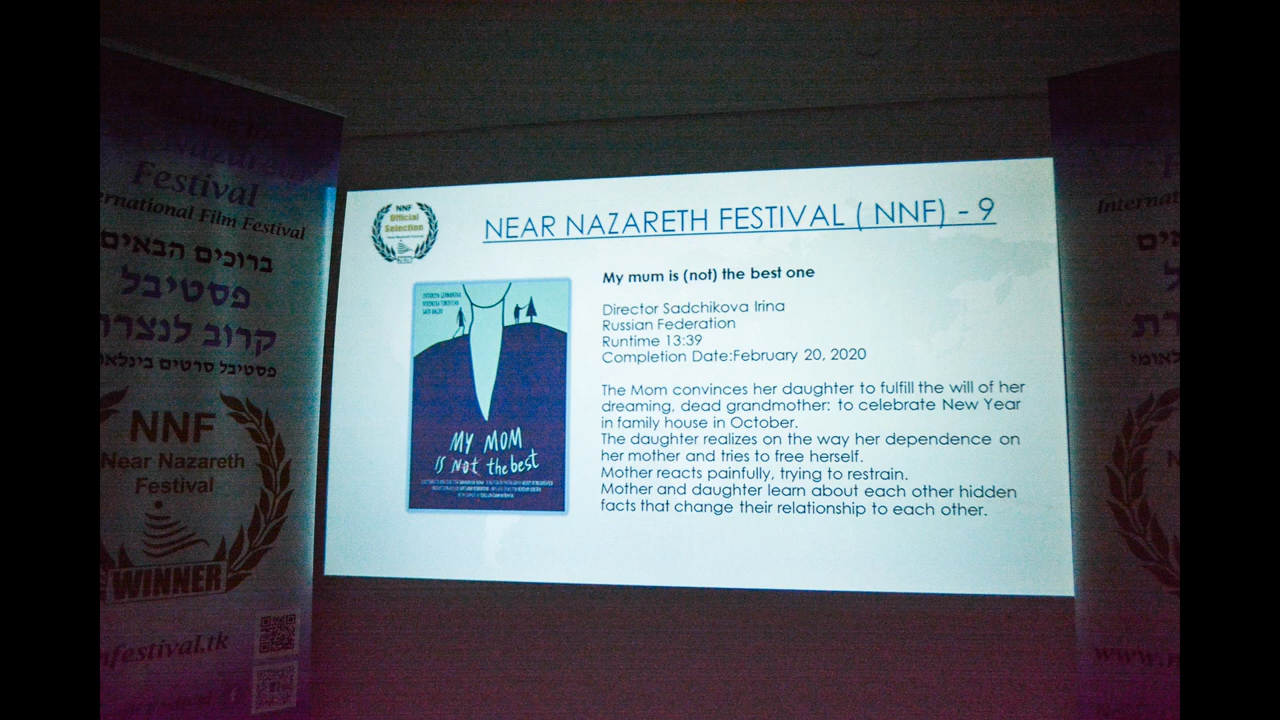 Nazareth
Festival
International Film Festival
ברוכים הבאים
פסטיבל
קרוב לנצרת
פסטיבל סרטים
NNF
Near Nazareth
Festival
WINNER
nfestival.tk
Festival
NNF
Official
Selection
NEAR NAZARETH FESTIVAL ( NNF) - 9
My mum is (not) the best one
Director Sadchikova Irina
Russian Federation
Runtime 13:39
Completion Date:February 20, 2020
The Mom convinces her daughter to fulfill the will of her
dreaming, dead grandmother: to celebrate New Year
in family house in October.
The daughter realizes on the way her dependence on
her mother and tries to free herself.
Mother reacts painfully, trying to restrain.
Mother and daughter learn about each other hidden
facts that change their relationship to each other.
MY MOM
IS NOT the best
Internat